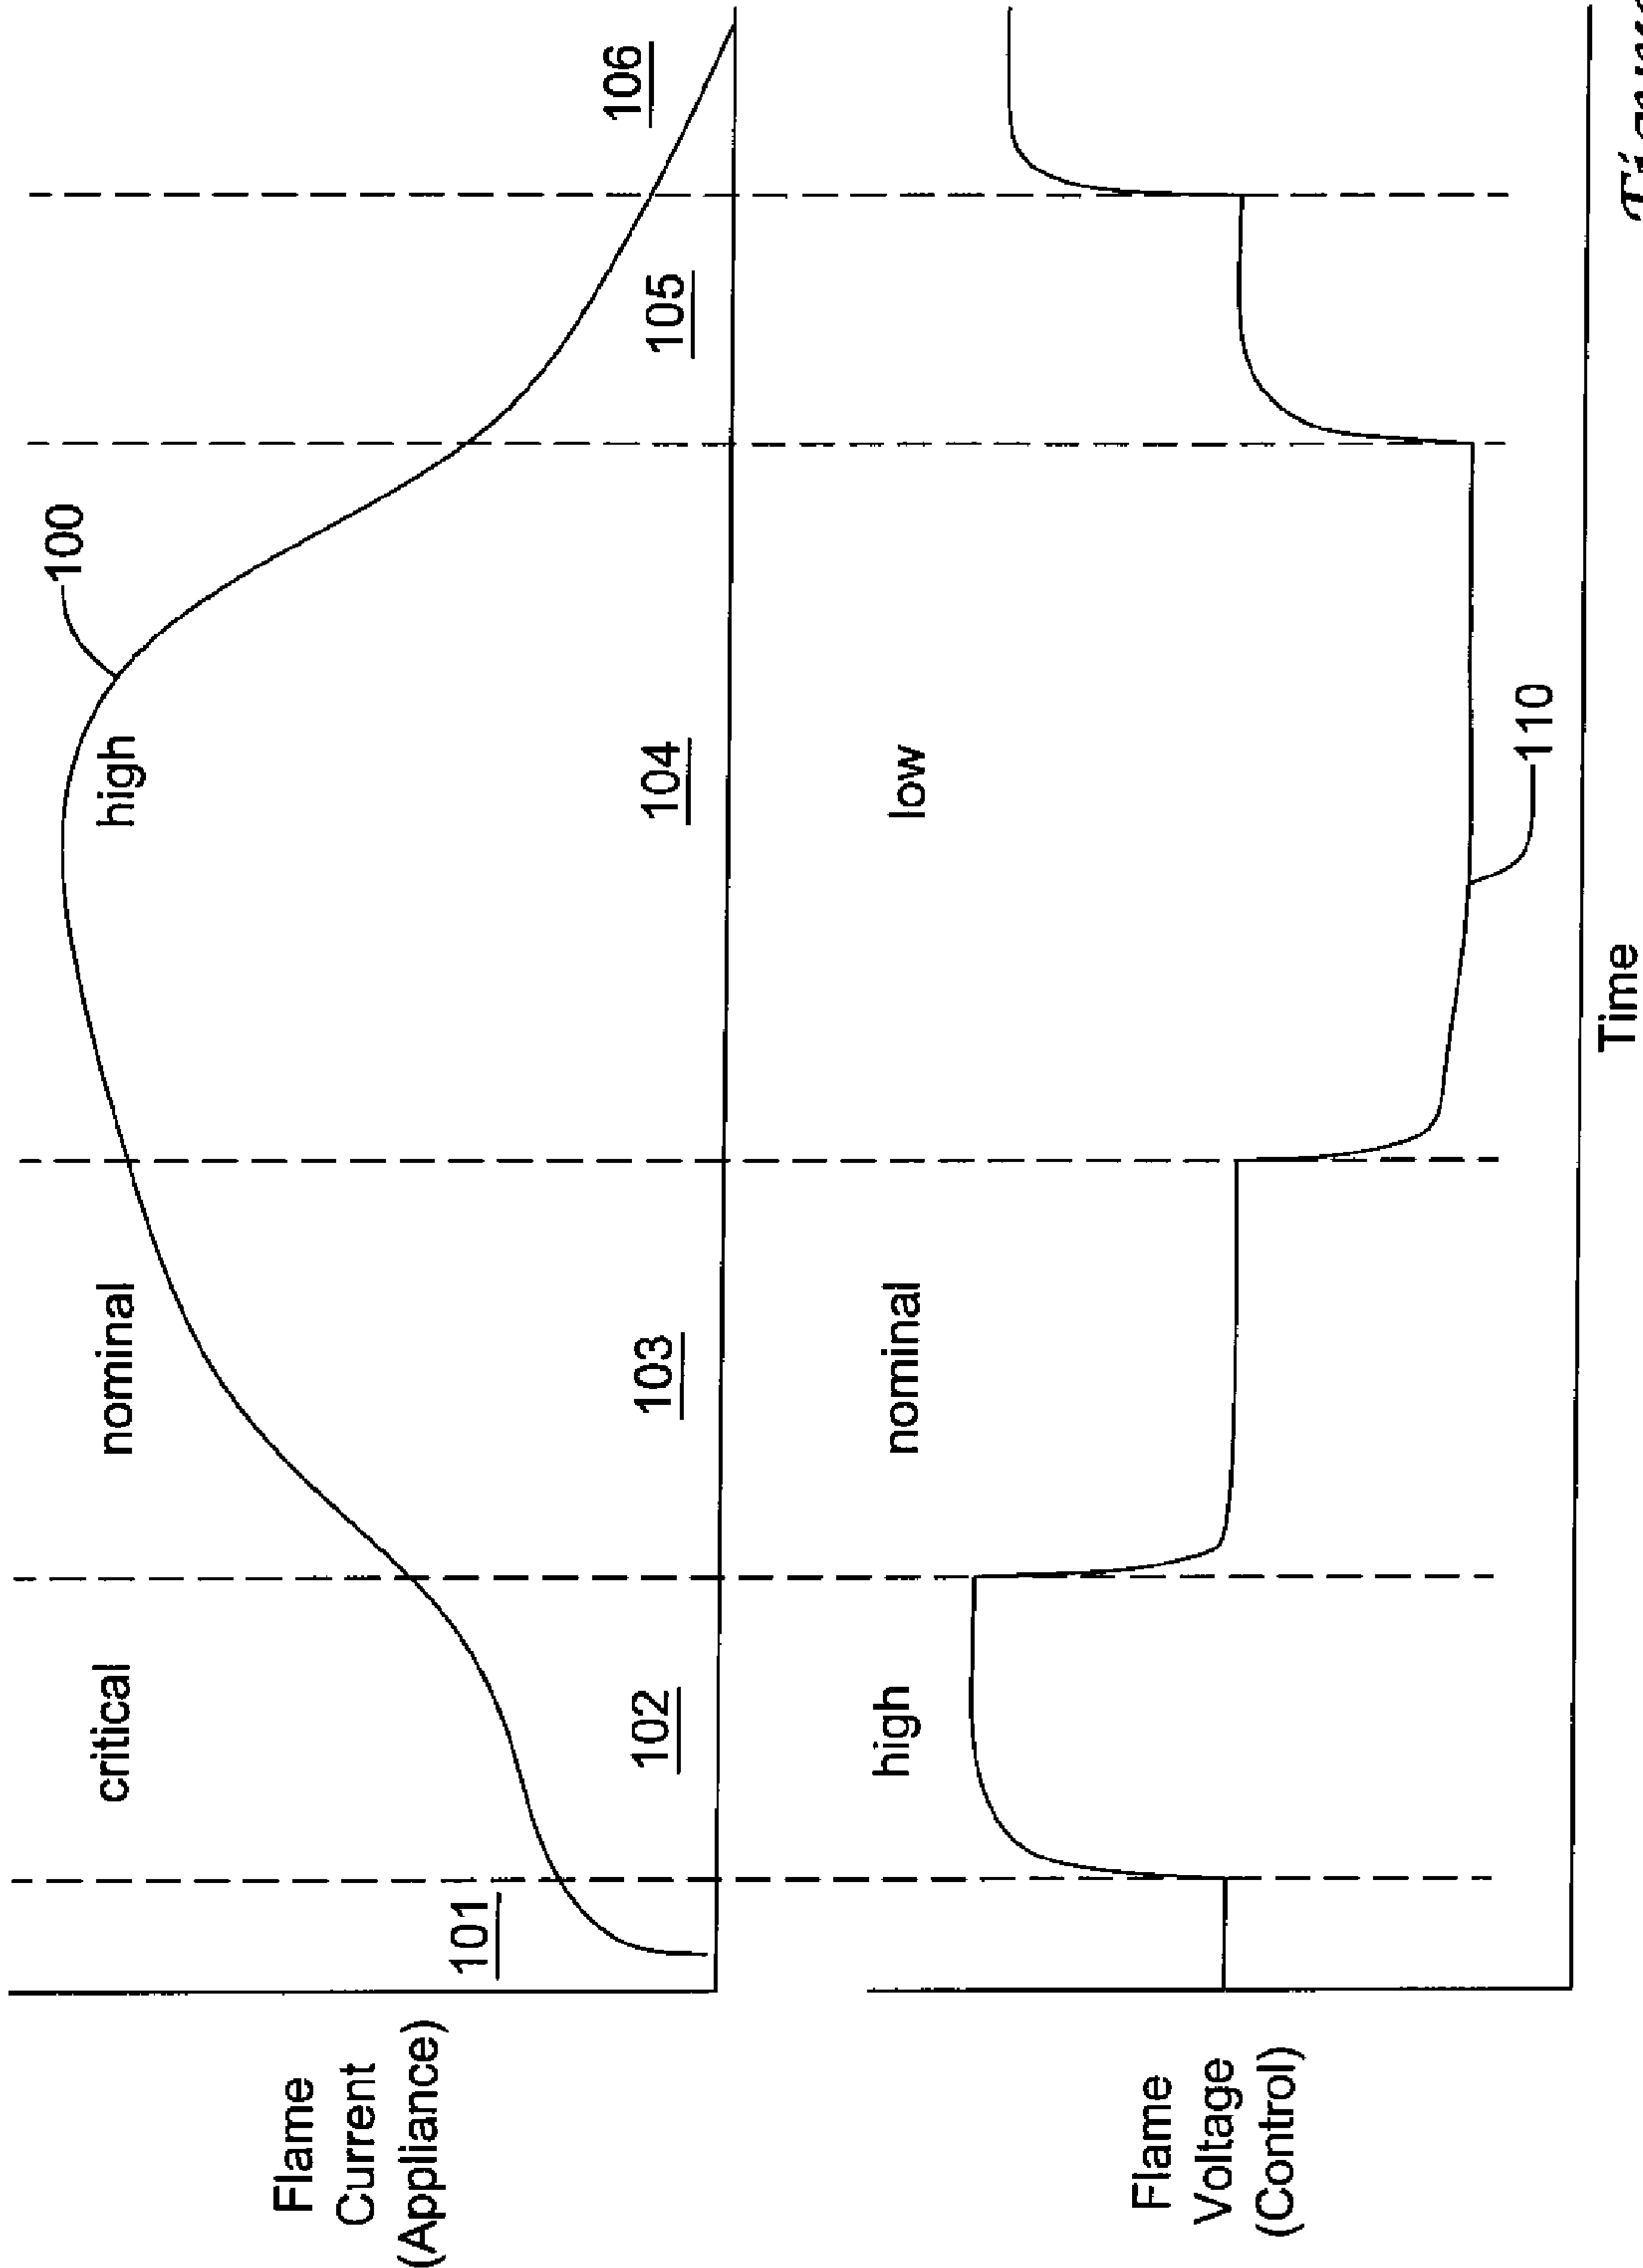 Flame
Current
(Appliance)
critical
nominal
high
100
101
102
103
104
105
106
Flame
Voltage
(Control)
high
nominal
low
110
Time